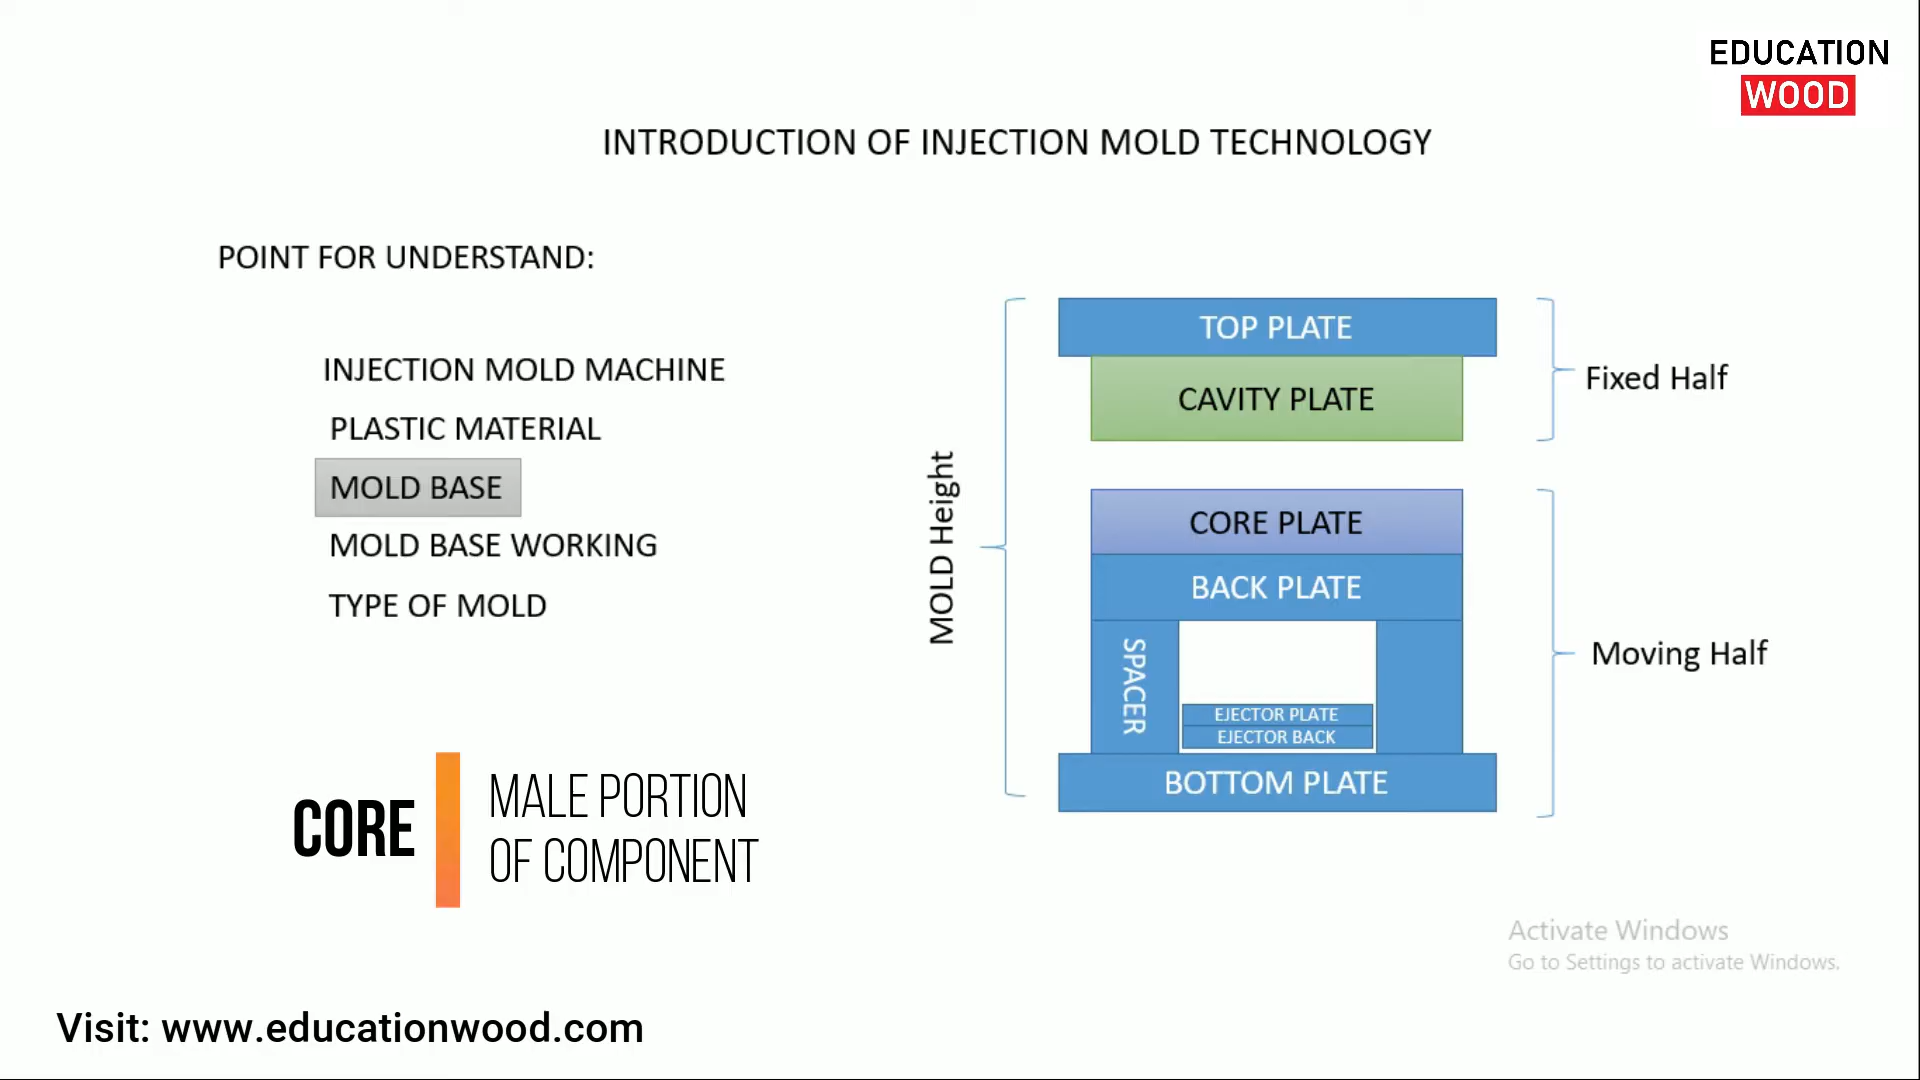 EDUCATION
WOOD
INTRODUCTION OF INJECTION MOLD TECHNOLOGY
POINT FOR UNDERSTAND:
INJECTION MOLD MACHINE
PLASTIC MATERIAL
MOLD BASE
MOLD BASE WORKING
TYPE OF MOLD
MOLD Height
TOP PLATE
CAVITY PLATE
Fixed Half
CORE PLATE
BACK PLATE
SPACER
EJECTOR PLATE
EJECTOR BACK
BOTTOM PLATE
Moving Half
CORE
MALE PORTION
OF COMPONENT
Activate Windows
Go to Settings to activate Windows.
Visit: www.educationwood.com